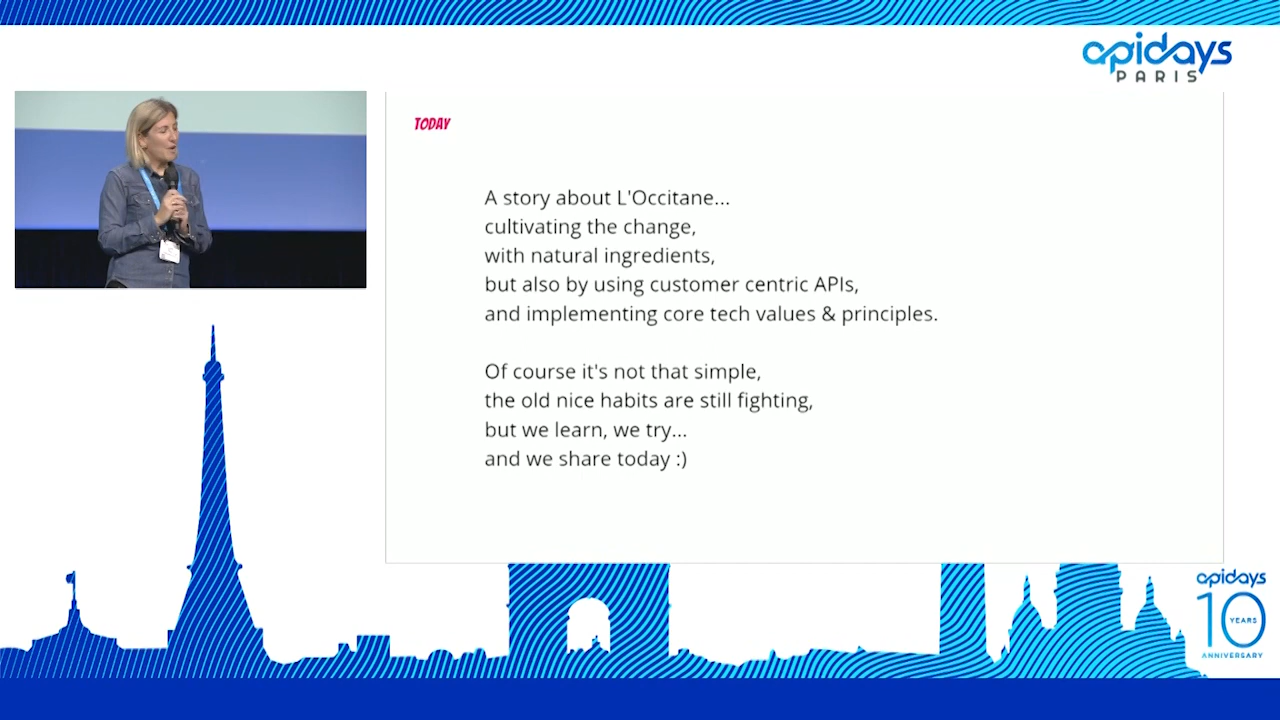 apidays
PARIS
TODAY
A story about L'Occitane...
cultivating the change,
with natural ingredients,
but also by using customer centric APIs,
and implementing core tech values & principles.
Of course it's not that simple,
the old nice habits are still fighting,
but we learn, we try...
and we share today :)
apidays
10
YEARS
ANNIVERSARY